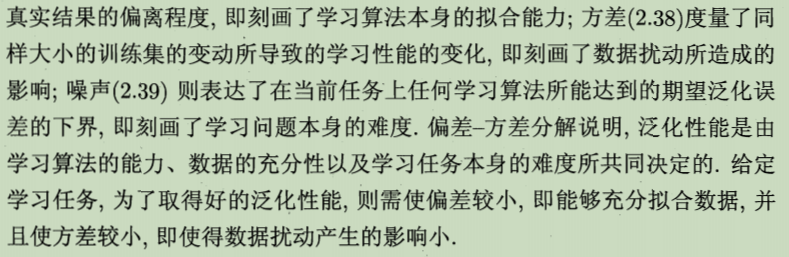 真实结果的偏离程度, 即刻画了学习算法本身的拟合能力; 方差(2.38)度量了同
样大小的训练集的变动所导致的学习性能的变化, 即刻画了数据扰动所造成的
影响; 噪声(2.39) 则表达了在当前任务上任何学习算法所能达到的期望泛化误
差的下界, 即刻画了学习问题本身的难度. 偏差–方差分解说明, 泛化性能是由
学习算法的能力、数据的充分性以及学习任务本身的难度所共同决定的. 给定
学习任务, 为了取得好的泛化性能, 则需使偏差较小, 即能够充分拟合数据, 并
且使方差较小, 即使得数据扰动产生的影响小.